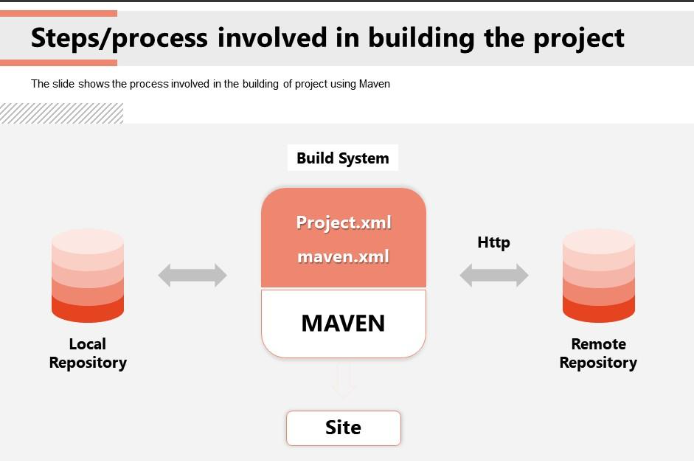 Steps/process involved in building the project
The slide shows the process involved in the building of project using Maven
Build System
Project.xml
maven.xml
MAVEN
Http
Local
Repository
Remote
Repository
Site